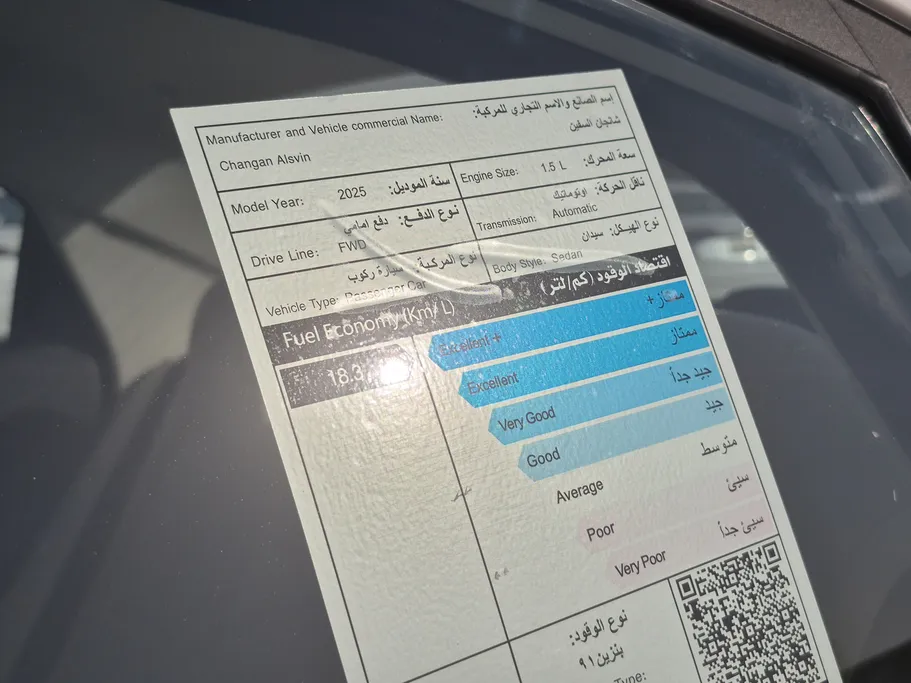 Manufacturer and Vehicle commercial Name: إسم الصانع والاسم التجاري للمركبة:
Changan Alsvin شانجان السفين
Model Year: 2025 سنة الموديل:
Engine Size: 1.5 L سعة المحرك:
Drive Line: دفع امامي نوع الدفع:
FWD
Transmission: اوتوماتيك ناقل الحركة:
Automatic
Vehicle Type: سيارة ركوب نوع المركبة:
Passenger Car
Body Style: سيدان نوع الهيكل:
Sedan
Fuel Economy (Km/ L) اقتصاد الوقود (كم/لتر)
18.3
Excellent + ممتاز+
Excellent ممتاز
Very Good جيد جداً
Good جيد
Average متوسط
Poor سيئ
Very Poor سيئ جداً
نوع الوقود:
بنزين ٩١
Type: